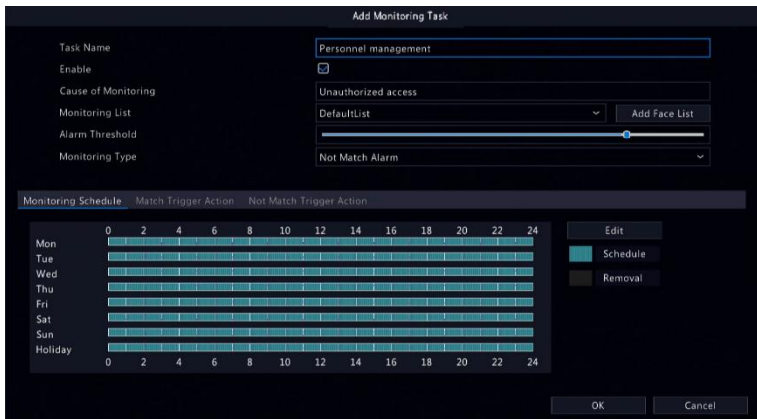 Add Monitoring Task
Task Name Personnel management
Enable
Cause of Monitoring Unauthorized access
Monitoring List DefaultList Add Face List
Alarm Threshold
Monitoring Type Not Match Alarm
Monitoring Schedule Match Trigger Action Not Match Trigger Action
0 2 4 6 8 10 12 14 16 18 20 22 24 Edit
Mon
Tue Schedule
Wed
Thu Removal
Fri
Sat
Sun
Holiday
0 2 4 6 8 10 12 14 16 18 20 22 24
OK Cancel